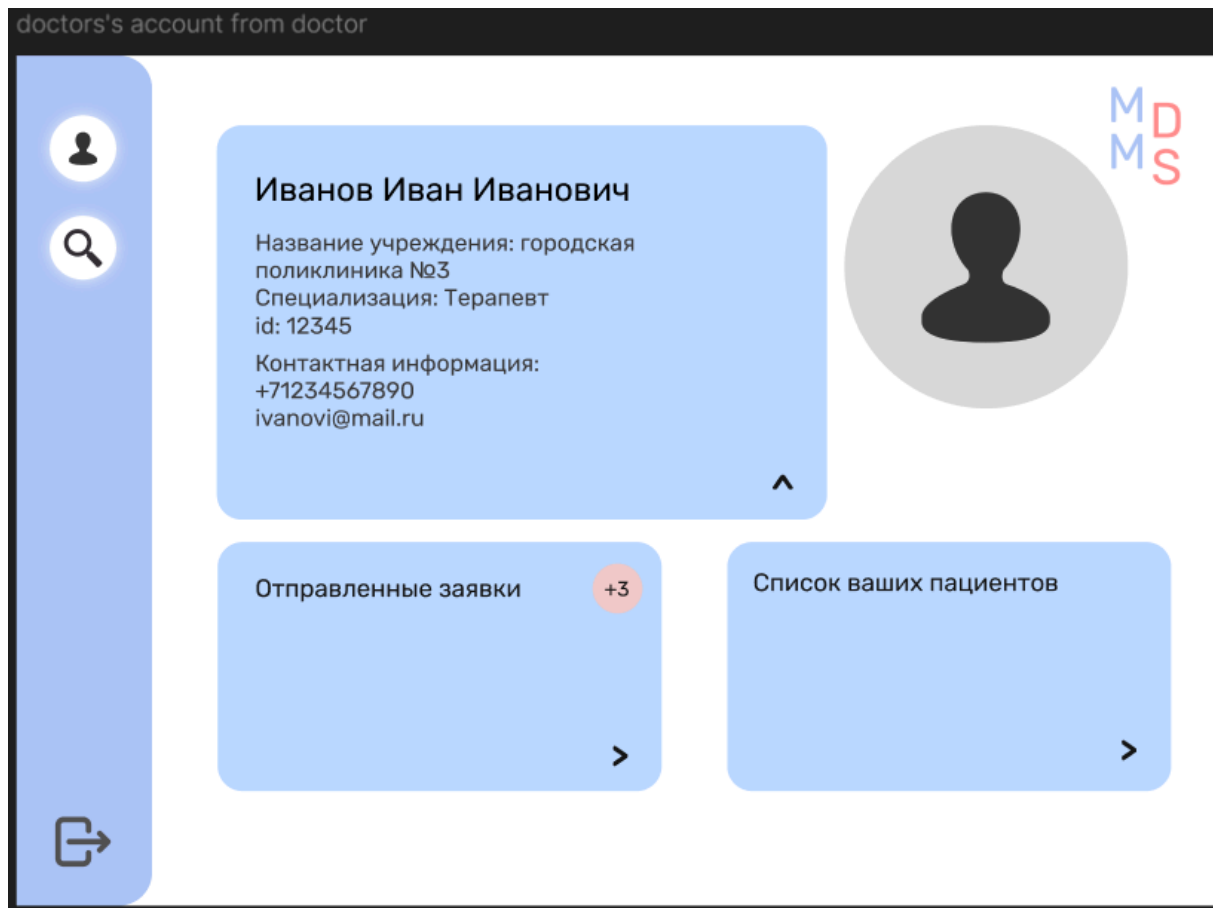 doctors's account from doctor
M D
M S
Иванов Иван Иванович
Название учреждения: городская
поликлиника №3
Специализация: Терапевт
id: 12345
Контактная информация:
+71234567890
ivanovi@mail.ru
Отправленные заявки
+3
Список ваших пациентов